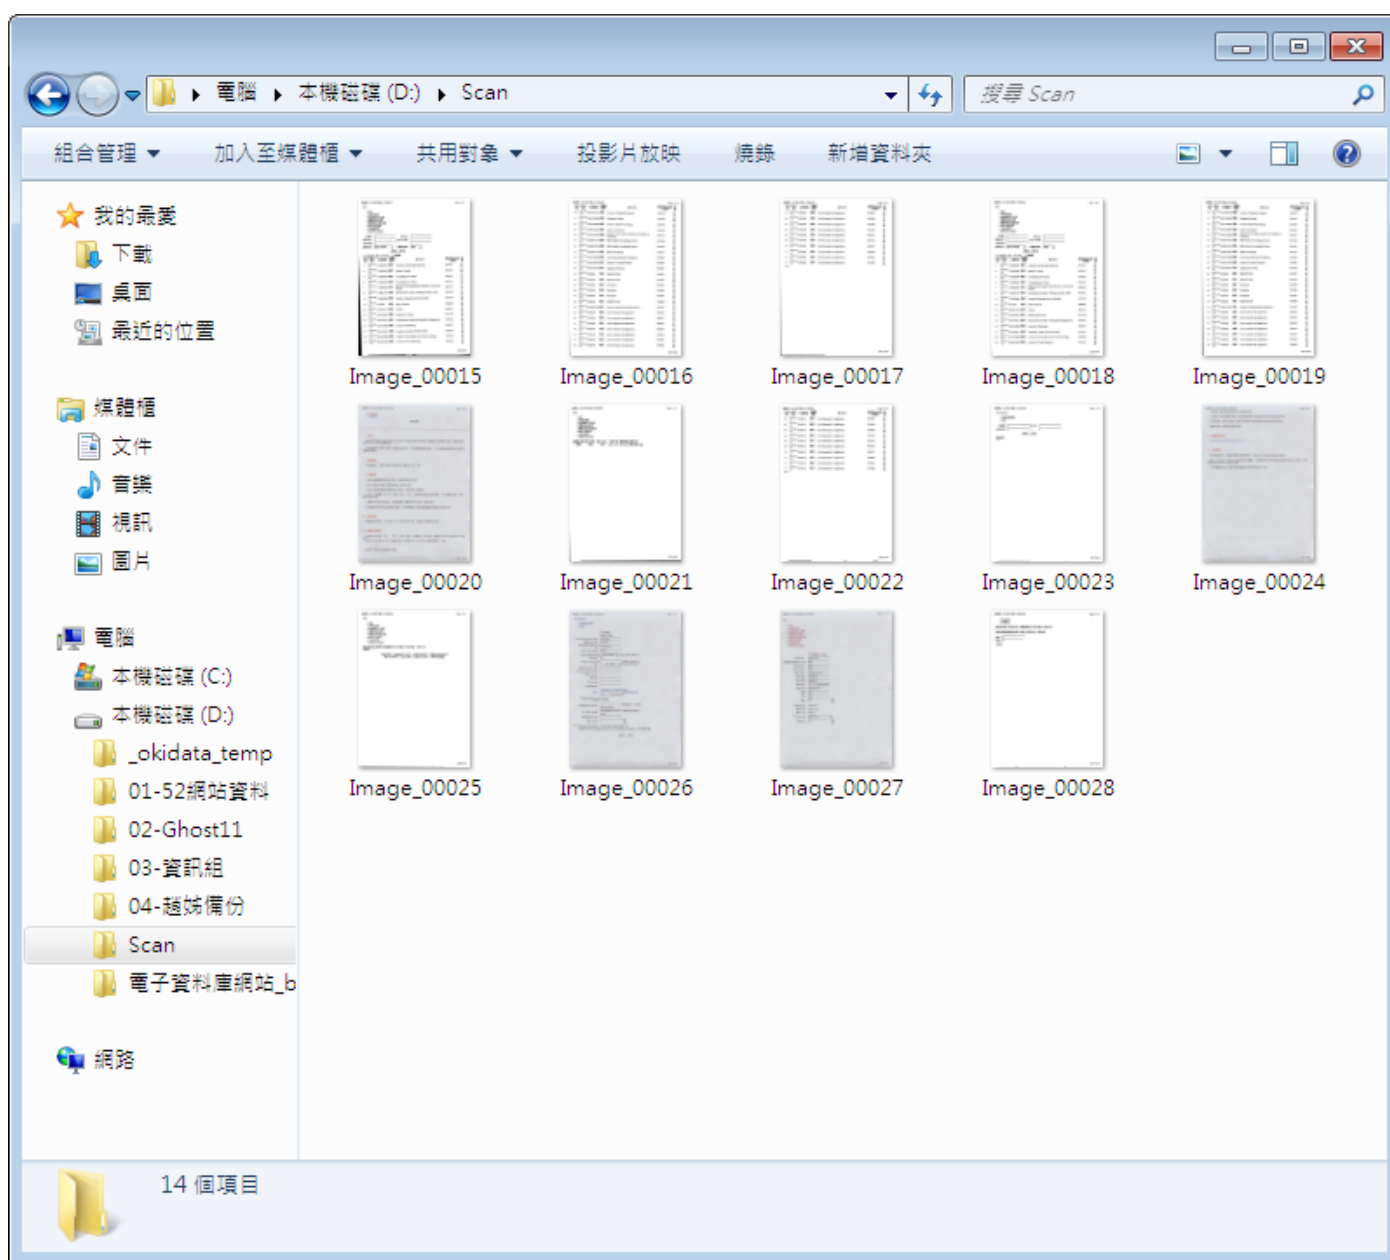 電腦 本機磁碟 (D:) Scan 搜尋 Scan
組合管理 加入至媒體櫃 共用對象 投影片放映 燒錄 新增資料夾
我的最愛
下載
桌面
最近的位置
媒體櫃
文件
音樂
視訊
圖片
電腦
本機磁碟 (C:)
本機磁碟 (D:)
_okidata_temp
01-52網站資料
02-Ghost11
03-資訊組
04-趙姊備份
Scan
電子資料庫網站_b
網路
Image_00015 Image_00016 Image_00017 Image_00018 Image_00019
Image_00020 Image_00021 Image_00022 Image_00023 Image_00024
Image_00025 Image_00026 Image_00027 Image_00028
14 個項目